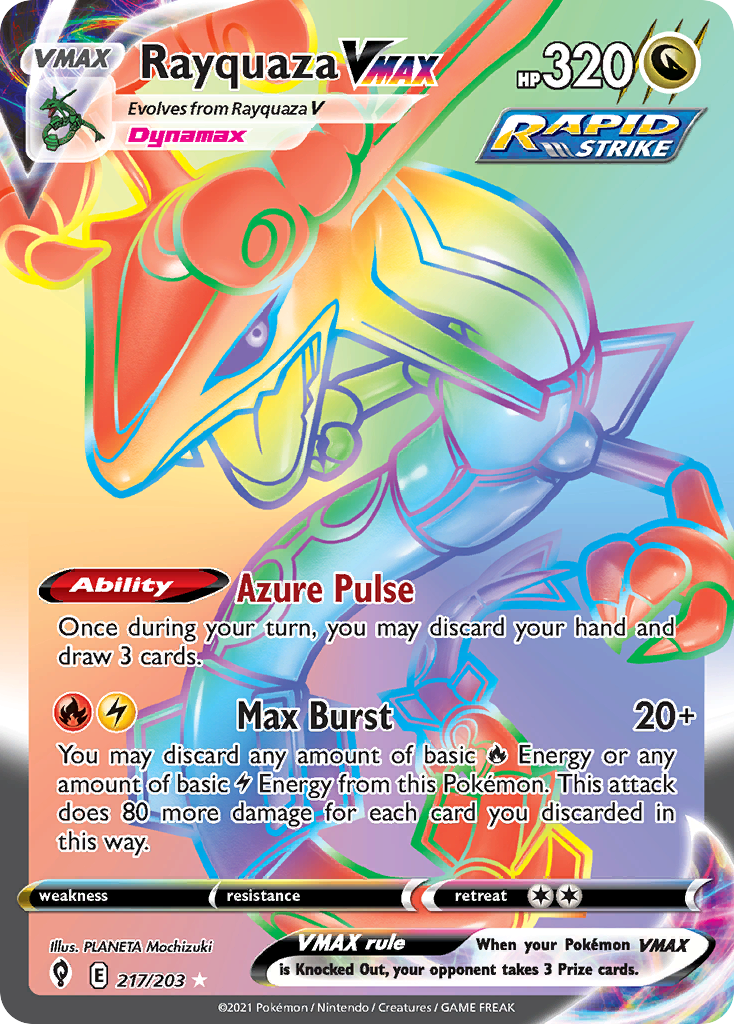 VMAX
Rayquaza VMAX
HP 320
Evolves from Rayquaza V
Dynamax
RAPID
STRIKE
Ability Azure Pulse
Once during your turn, you may discard your hand and
draw 3 cards.
Max Burst 20+
You may discard any amount of basic Energy or any
amount of basic Energy from this Pokémon. This attack
does 80 more damage for each card you discarded in
this way.
weakness resistance retreat
Illus. PLANETA Mochizuki
VMAX rule When your Pokémon VMAX
is Knocked Out, your opponent takes 3 Prize cards.
E 217/203 ★
©2021 Pokémon / Nintendo / Creatures / GAME FREAK